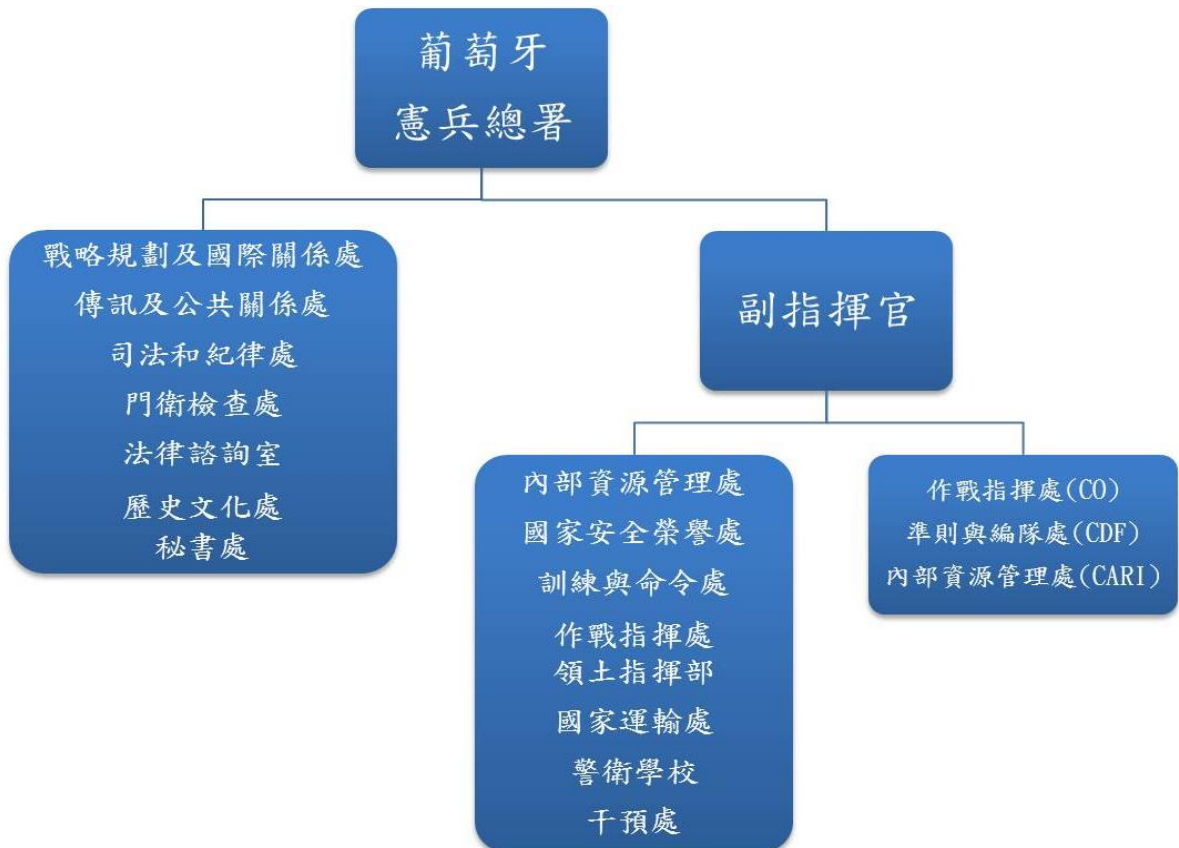 葡萄牙
憲兵總署
戰略規劃及國際關係處
傳訊及公共關係處
司法和紀律處
門衛檢查處
法律諮詢室
歷史文化處
秘書處
副指揮官
內部資源管理處
國家安全榮譽處
訓練與命令處
作戰指揮處
領土指揮部
國家運輸處
警衛學校
干預處
作戰指揮處(CO)
準則與編隊處(CDF)
內部資源管理處(CARI)